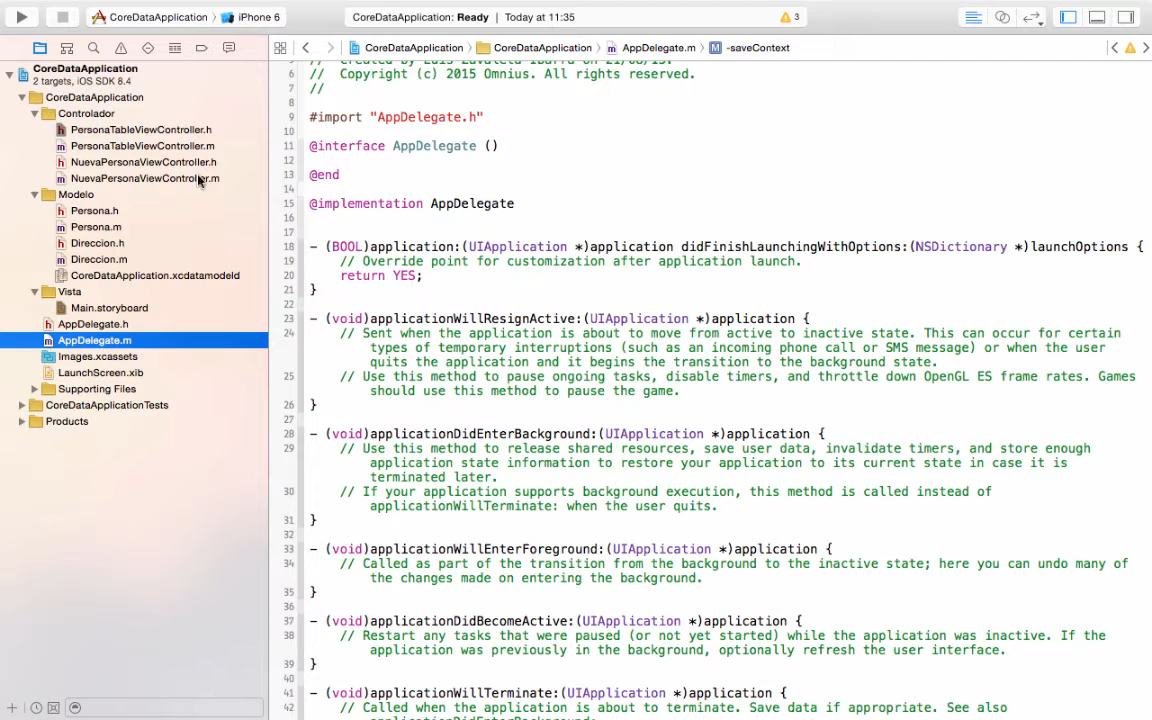 CoreDataApplication 〉 iPhone 6
CoreDataApplication: Ready | Today at 11:35
3
CoreDataApplication
2 targets, iOS SDK 8.4
CoreDataApplication
Controlador
h PersonaTableViewController.h
m PersonaTableViewController.m
h NuevaPersonaViewController.h
m NuevaPersonaViewController.m
Modelo
h Persona.h
m Persona.m
h Direccion.h
m Direccion.m
CoreDataApplication.xcdatamodeld
Vista
Main.storyboard
h AppDelegate.h
m AppDelegate.m
Images.xcassets
LaunchScreen.xib
Supporting Files
CoreDataApplicationTests
Products
CoreDataApplication 〉 CoreDataApplication 〉 m AppDelegate.m 〉 M -saveContext
6 // Copyright (c) 2015 Omnius. All rights reserved.
7 //
8
9 #import "AppDelegate.h"
10
11 @interface AppDelegate ()
12
13 @end
14
15 @implementation AppDelegate
16
17
18 - (BOOL)application:(UIApplication *)application didFinishLaunchingWithOptions:(NSDictionary *)launchOptions {
19 // Override point for customization after application launch.
20 return YES;
21 }
22
23 - (void)applicationWillResignActive:(UIApplication *)application {
24 // Sent when the application is about to move from active to inactive state. This can occur for certain
types of temporary interruptions (such as an incoming phone call or SMS message) or when the user
quits the application and it begins the transition to the background state.
25 // Use this method to pause ongoing tasks, disable timers, and throttle down OpenGL ES frame rates. Games
should use this method to pause the game.
26 }
27
28 - (void)applicationDidEnterBackground:(UIApplication *)application {
29 // Use this method to release shared resources, save user data, invalidate timers, and store enough
application state information to restore your application to its current state in case it is
terminated later.
30 // If your application supports background execution, this method is called instead of
applicationWillTerminate: when the user quits.
31 }
32
33 - (void)applicationWillEnterForeground:(UIApplication *)application {
34 // Called as part of the transition from the background to the inactive state; here you can undo many of
the changes made on entering the background.
35 }
36
37 - (void)applicationDidBecomeActive:(UIApplication *)application {
38 // Restart any tasks that were paused (or not yet started) while the application was inactive. If the
application was previously in the background, optionally refresh the user interface.
39 }
40
41 - (void)applicationWillTerminate:(UIApplication *)application {
42 // Called when the application is about to terminate. Save data if appropriate. See also